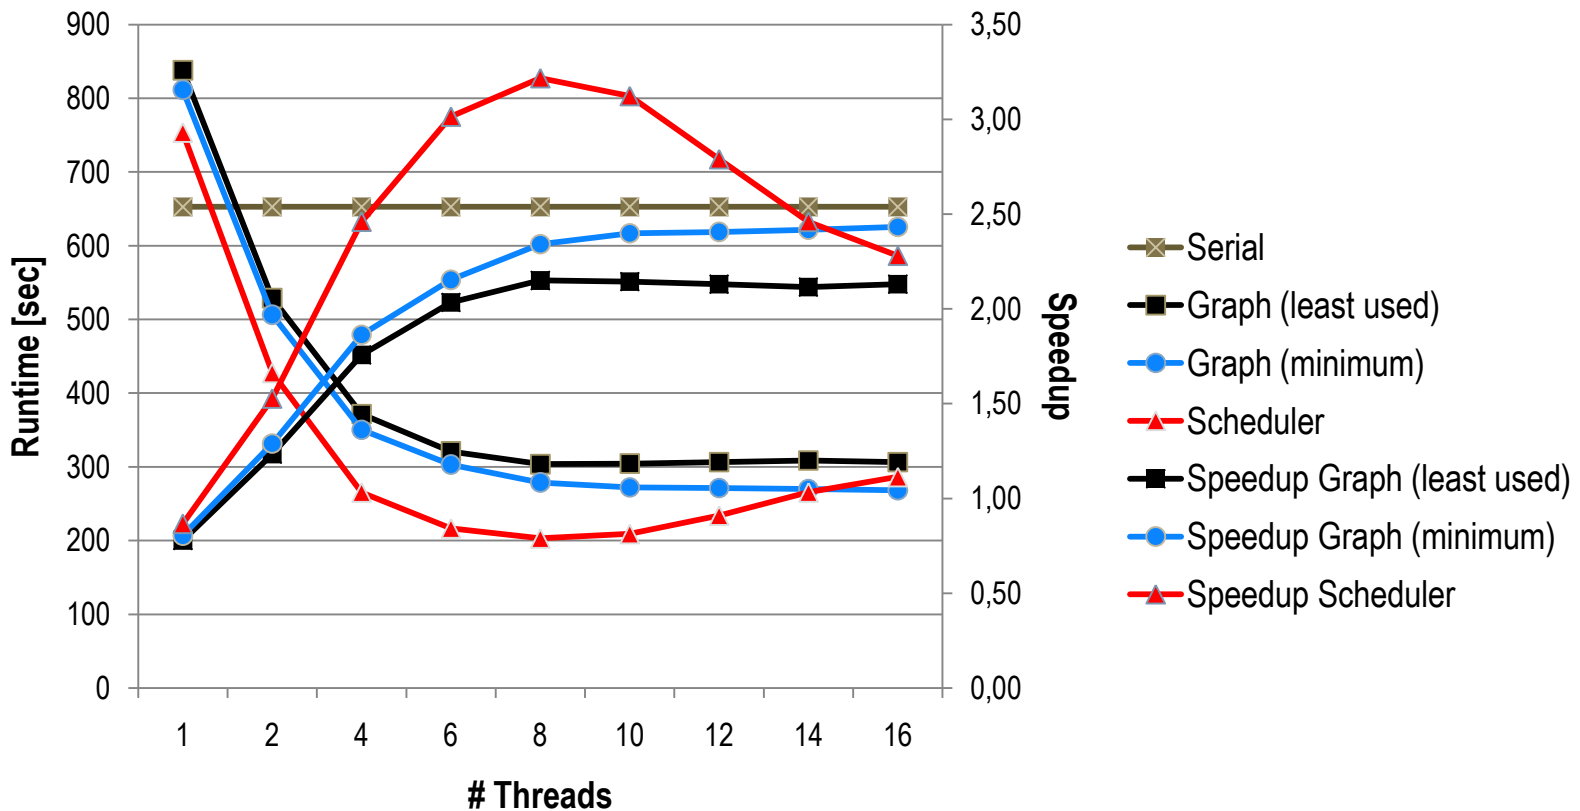 900
800
700
600
500
400
300
200
100
0
Runtime [sec]
3,50
3,00
2,50
2,00
1,50
1,00
0,50
0,00
Speedup
1 2 4 6 8 10 12 14 16
# Threads
Serial
Graph (least used)
Graph (minimum)
Scheduler
Speedup Graph (least used)
Speedup Graph (minimum)
Speedup Scheduler